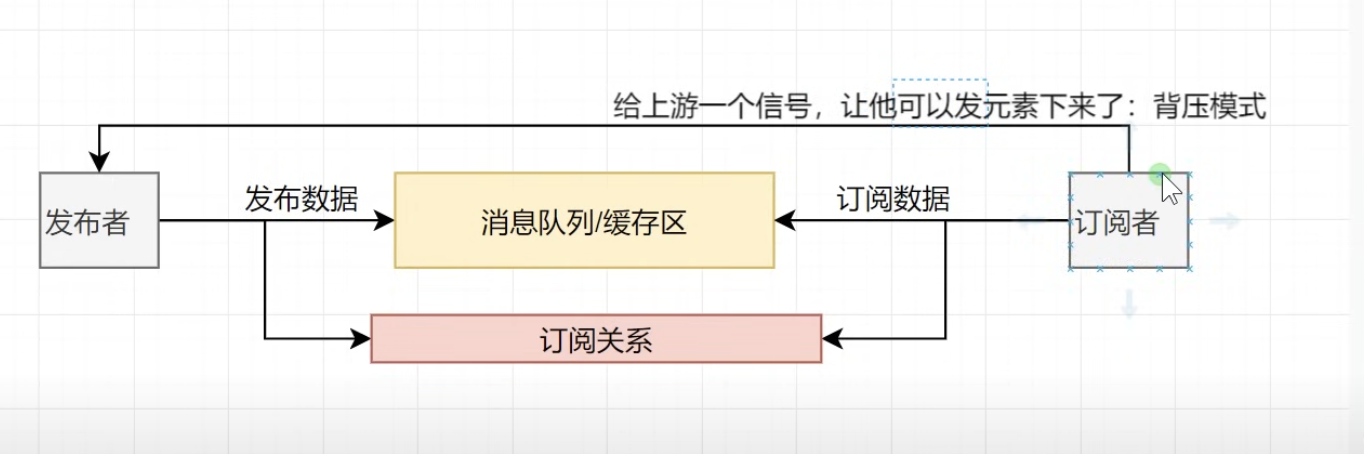 给上游一个信号，让他可以发元素下来了：背压模式
发布者
发布数据
消息队列/缓存区
订阅数据
订阅者
订阅关系